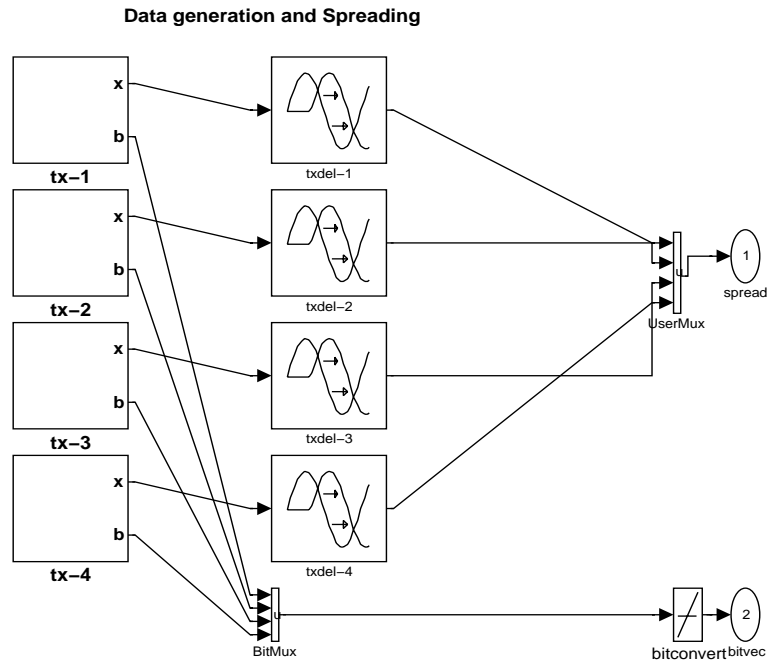 Data generation and Spreading
x
b
tx−1
txdel−1
x
b
tx−2
txdel−2
u
1
spread
UserMux
x
b
tx−3
txdel−3
x
b
tx−4
txdel−4
u
BitMux
bitconvert
2
bitvec